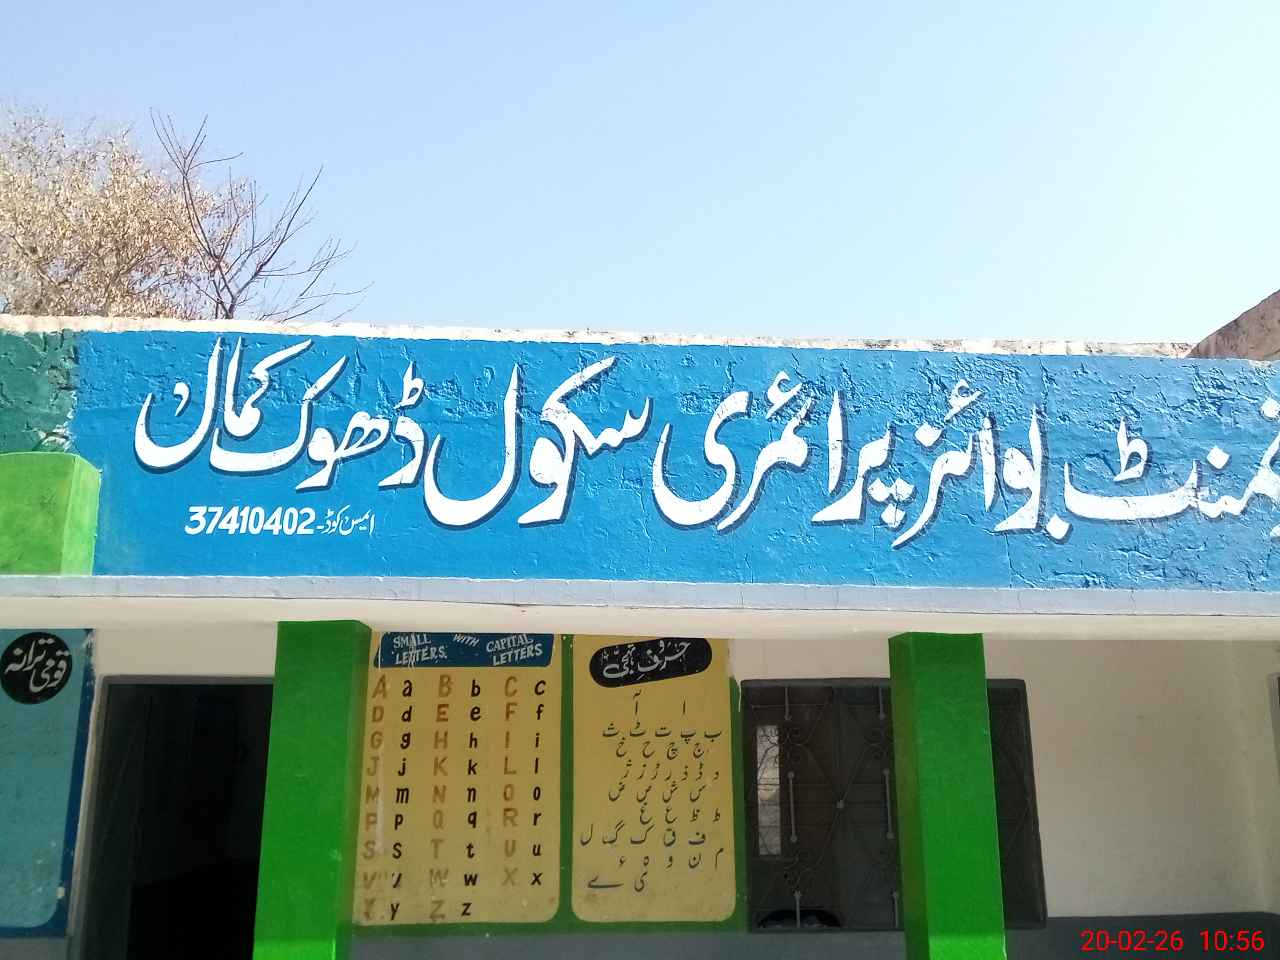 ۂمنٹ بوائز پرائمری سکول ڈھوک کمال
ایمس کوڈ-37410402
قومی ترانہ
SMALL LETTERS WITH CAPITAL LETTERS
A a B b C c
D d E e F f
G g H h I i
J j K k L l
M m N n O o
P p Q q R r
S s T t U u
V v W w X x
Y y Z z
حروفِ تہجی
ا آ
ب پ ت ٹ ث
ج چ ح خ
د ڈ ذ ر ڑ ز ژ
س ش ص ض
ط ظ ع غ
ف ق ک گ ل
م ن و ہ ء
ی ے
20-02-26 10:56